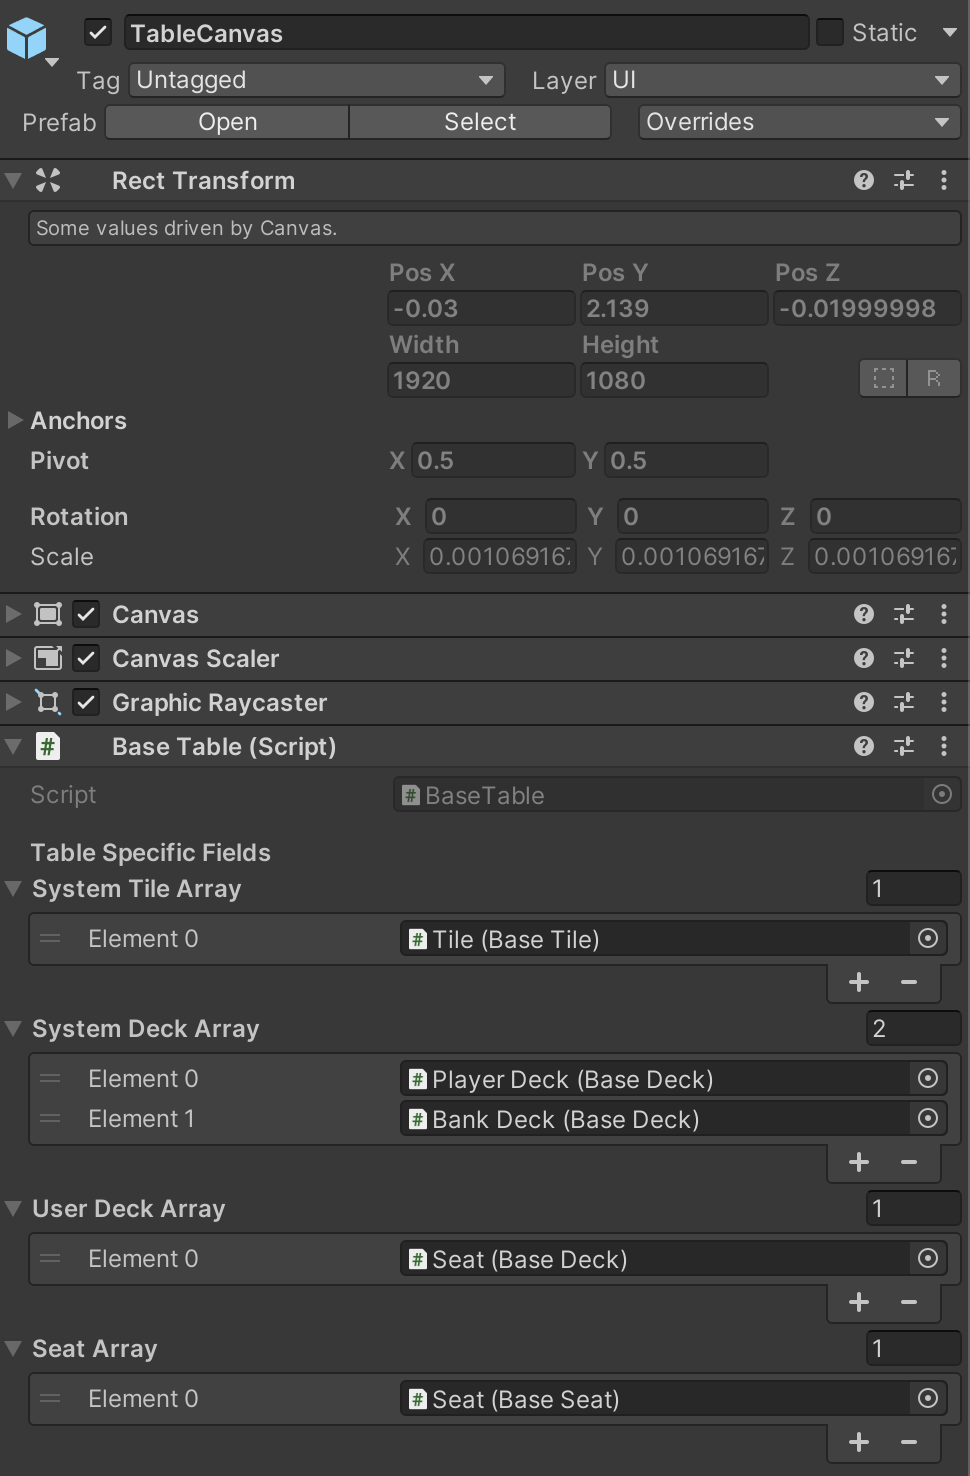 TableCanvas
Static
Tag Untagged
Layer UI
Prefab Open Select Overrides
Rect Transform
Some values driven by Canvas.
Pos X Pos Y Pos Z
-0.03 2.139 -0.01999998
Width Height
1920 1080
R
Anchors
Pivot X 0.5 Y 0.5
Rotation X 0 Y 0 Z 0
Scale X 0.001069167 Y 0.001069167 Z 0.001069167
Canvas
Canvas Scaler
Graphic Raycaster
# Base Table (Script)
Script # BaseTable
Table Specific Fields
System Tile Array 1
Element 0 # Tile (Base Tile)
+ −
System Deck Array 2
Element 0 # Player Deck (Base Deck)
Element 1 # Bank Deck (Base Deck)
+ −
User Deck Array 1
Element 0 # Seat (Base Deck)
+ −
Seat Array 1
Element 0 # Seat (Base Seat)
+ −